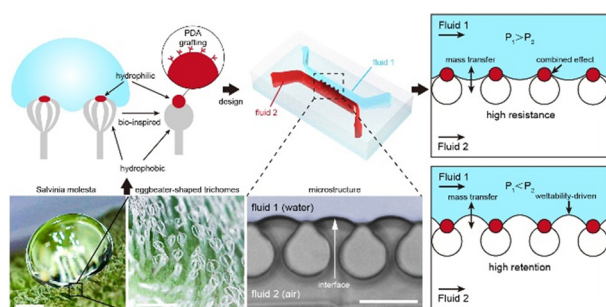 PDA
grafting
hydrophilic
bio-inspired
hydrophobic
design
fluid 1
fluid 2
Fluid 1
P1>P2
mass transfer
combined effect
high resistance
Fluid 2
Salvinia molesta
eggbeater-shaped trichomes
microstructure
fluid 1 (water)
interface
fluid 2 (air)
Fluid 1
P1<P2
mass transfer
wettability-driven
high retention
Fluid 2